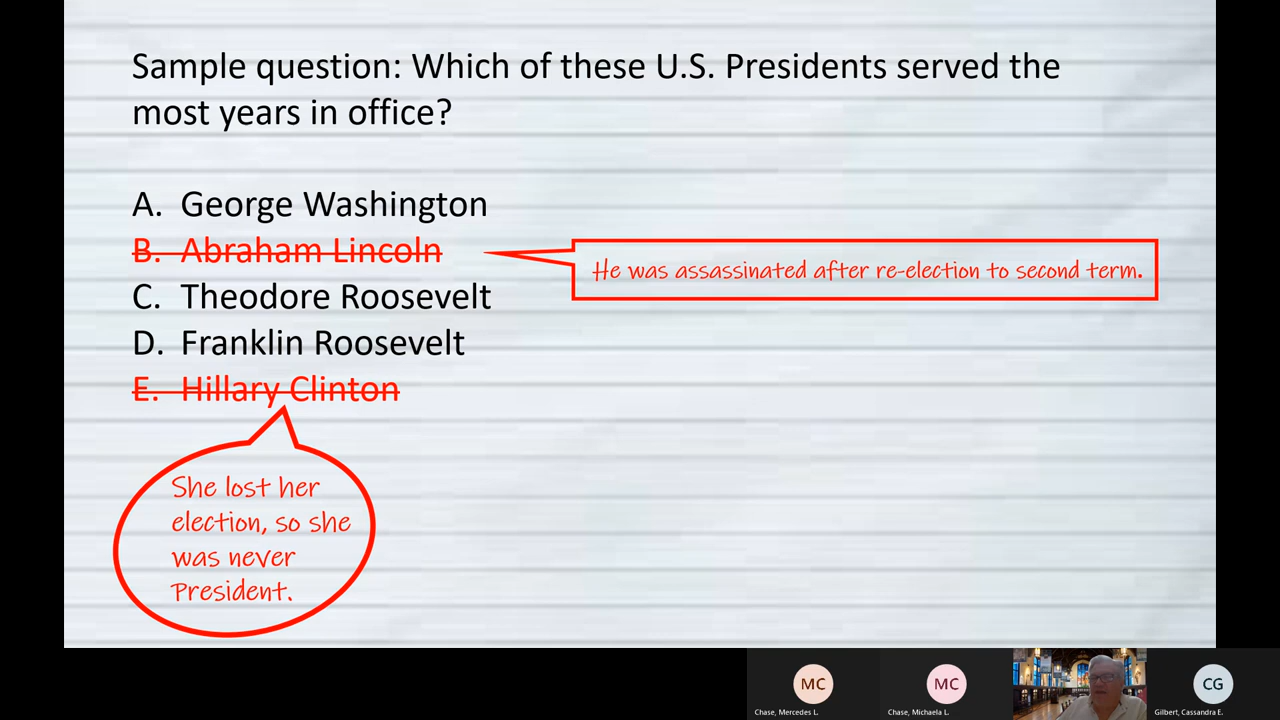 Sample question: Which of these U.S. Presidents served the
most years in office?
A. George Washington
B. Abraham Lincoln
He was assassinated after re-election to second term.
C. Theodore Roosevelt
D. Franklin Roosevelt
E. Hillary Clinton
She lost her
election, so she
was never
President.
MC
MC
CG
Chase, Mercedes L.
Chase, Michaela L.
Gilbert, Cassandra E.